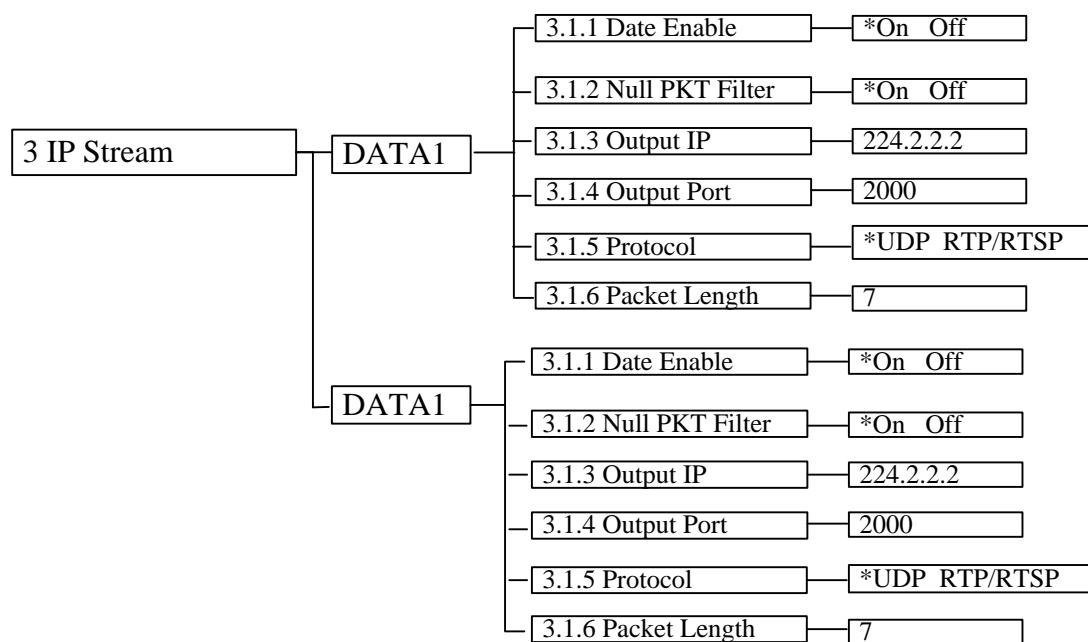 3 IP Stream
DATA1
3.1.1 Date Enable
*On Off
3.1.2 Null PKT Filter
*On Off
3.1.3 Output IP
224.2.2.2
3.1.4 Output Port
2000
3.1.5 Protocol
*UDP RTP/RTSP
3.1.6 Packet Length
7
DATA1
3.1.1 Date Enable
*On Off
3.1.2 Null PKT Filter
*On Off
3.1.3 Output IP
224.2.2.2
3.1.4 Output Port
2000
3.1.5 Protocol
*UDP RTP/RTSP
3.1.6 Packet Length
7